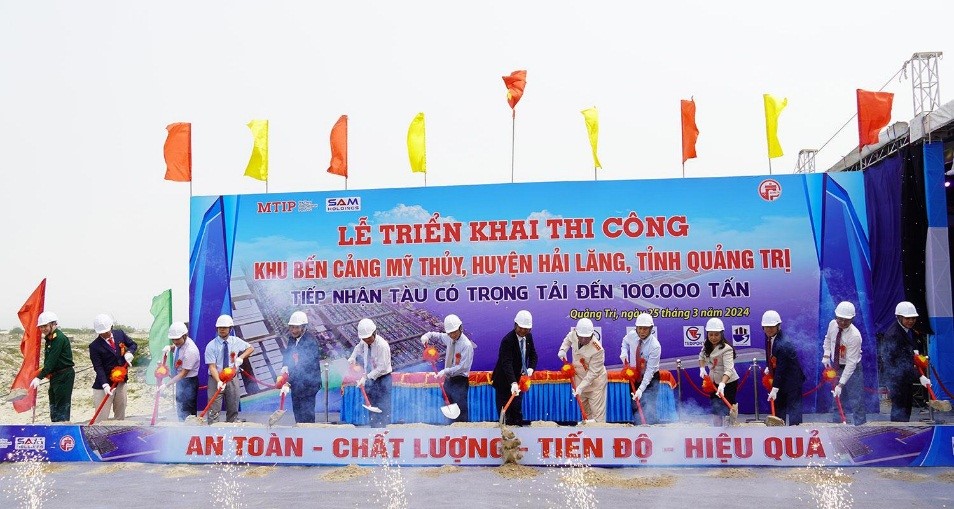 MTIP
SAM
HOLDINGS
LỄ TRIỂN KHAI THI CÔNG
KHU BẾN CẢNG MỸ THỦY, HUYỆN HẢI LĂNG, TỈNH QUẢNG TRỊ
TIẾP NHẬN TÀU CÓ TRỌNG TẢI ĐẾN 100.000 TẤN
Quảng Trị, ngày 25 tháng 3 năm 2024
AN TOÀN - CHẤT LƯỢNG - TIẾN ĐỘ - HIỆU QUẢ
SAM
HOLDINGS